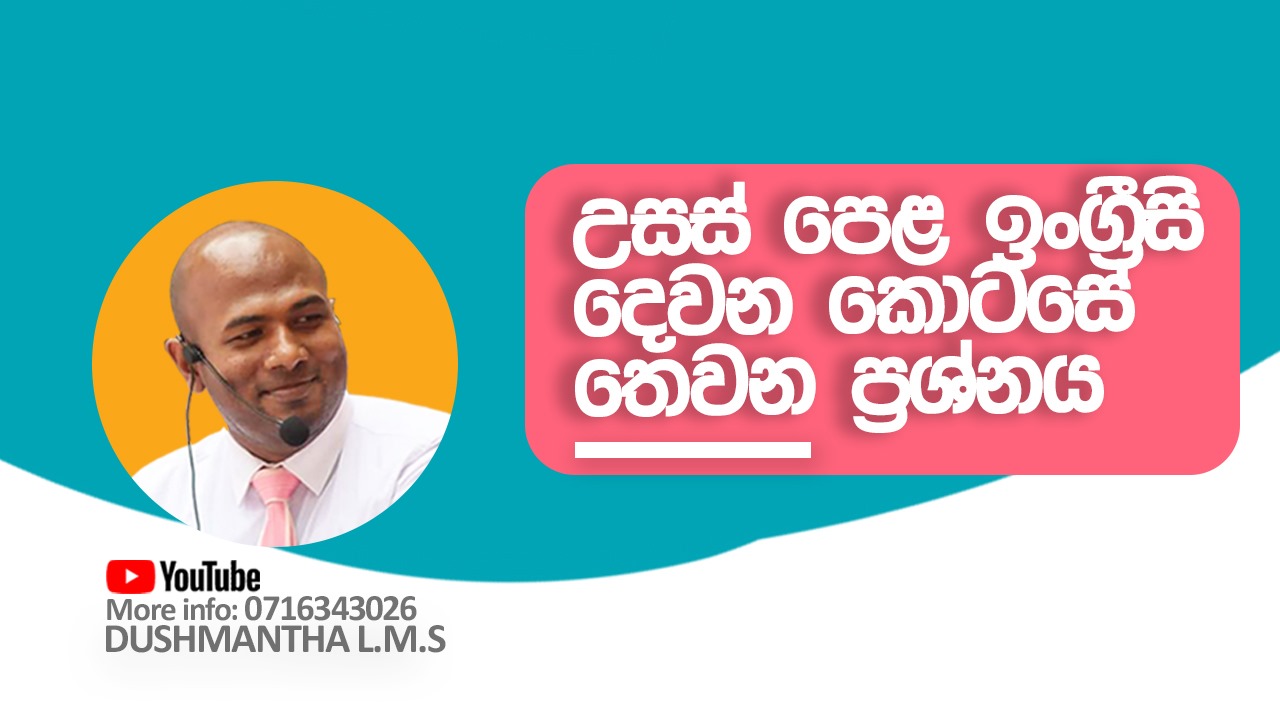 උසස් පෙළ ඉංග්‍රීසි
දෙවන කොටසේ
තෙවන ප්‍රශ්නය
YouTube
More info: 0716343026
DUSHMANTHA L.M.S